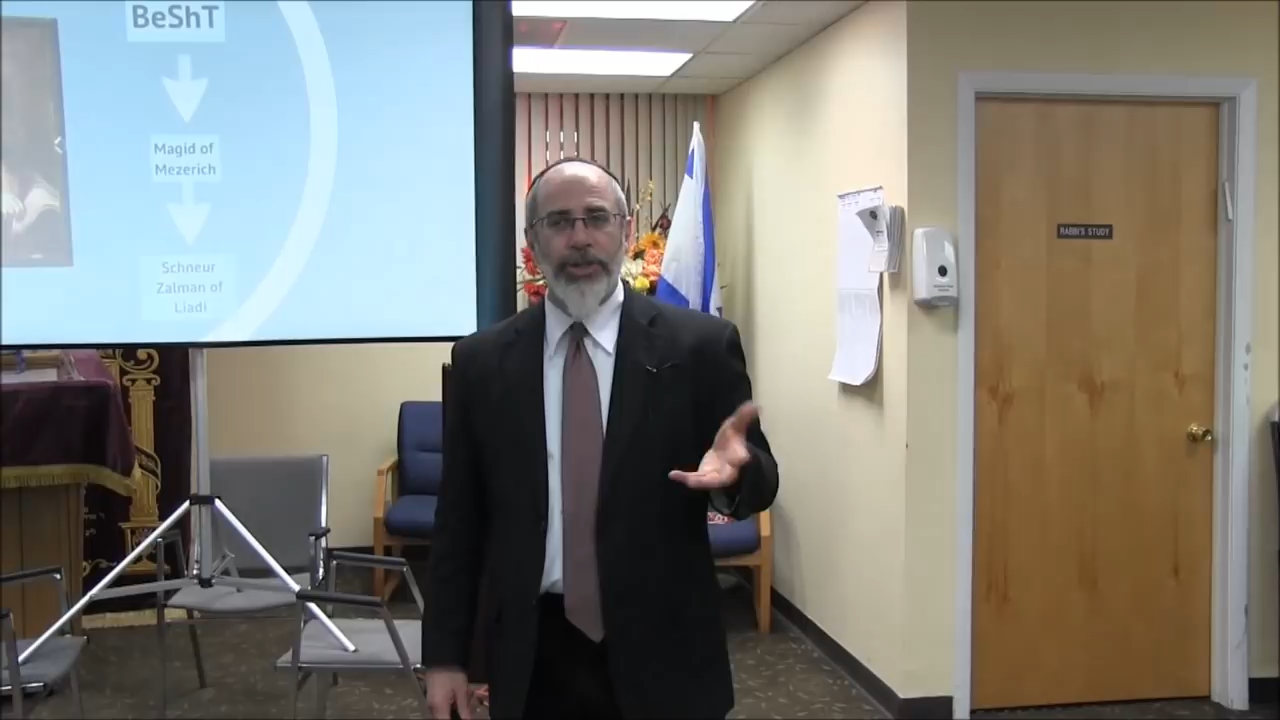 BeShT
Magid of
Mezerich
Schneur
Zalman of
Liadi
RABBI'S STUDY